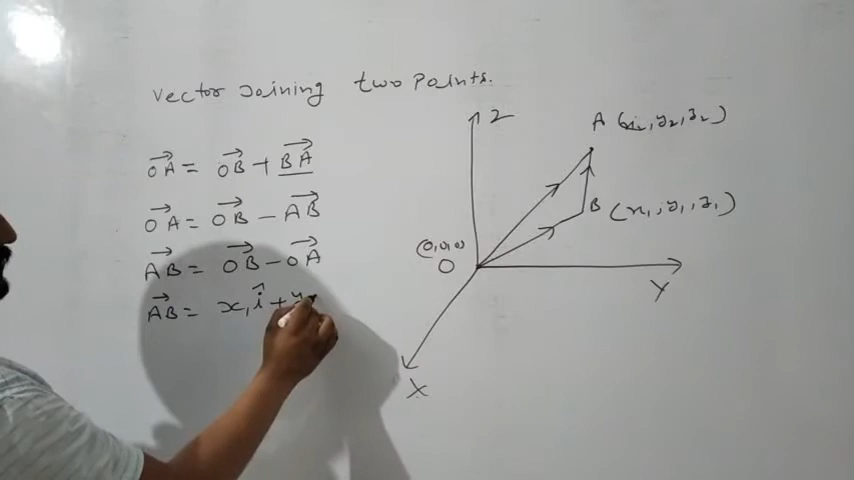 Vector Joining two Points.
Z
A (x₂, y₂, z₂)
→OA = →OB + →BA
→OA = →OB - →AB
B (x₁, y₁, z₁)
(0,0,0)
→AB = →OB - →OA
O
Y
→AB = x₁î + y
X